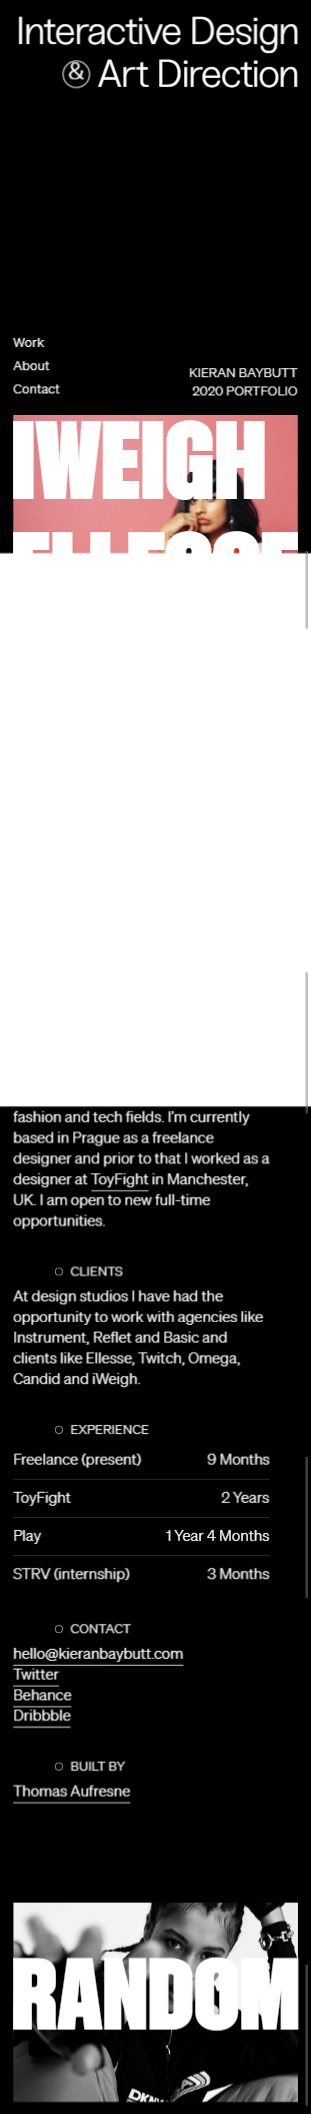 Interactive Design
& Art Direction
Work
About
Contact
KIERAN BAYBUTT
2020 PORTFOLIO
IWEIGH
ELLESSE
fashion and tech fields. I'm currently
based in Prague as a freelance
designer and prior to that I worked as a
designer at ToyFight in Manchester,
UK. I am open to new full-time
opportunities.
CLIENTS
At design studios I have had the
opportunity to work with agencies like
Instrument, Reflet and Basic and
clients like Ellesse, Twitch, Omega,
Candid and iWeigh.
EXPERIENCE
Freelance (present) 9 Months
ToyFight 2 Years
Play 1 Year 4 Months
STRV (internship) 3 Months
CONTACT
hello@kieranbaybutt.com
Twitter
Behance
Dribbble
BUILT BY
Thomas Aufresne
RANDOM